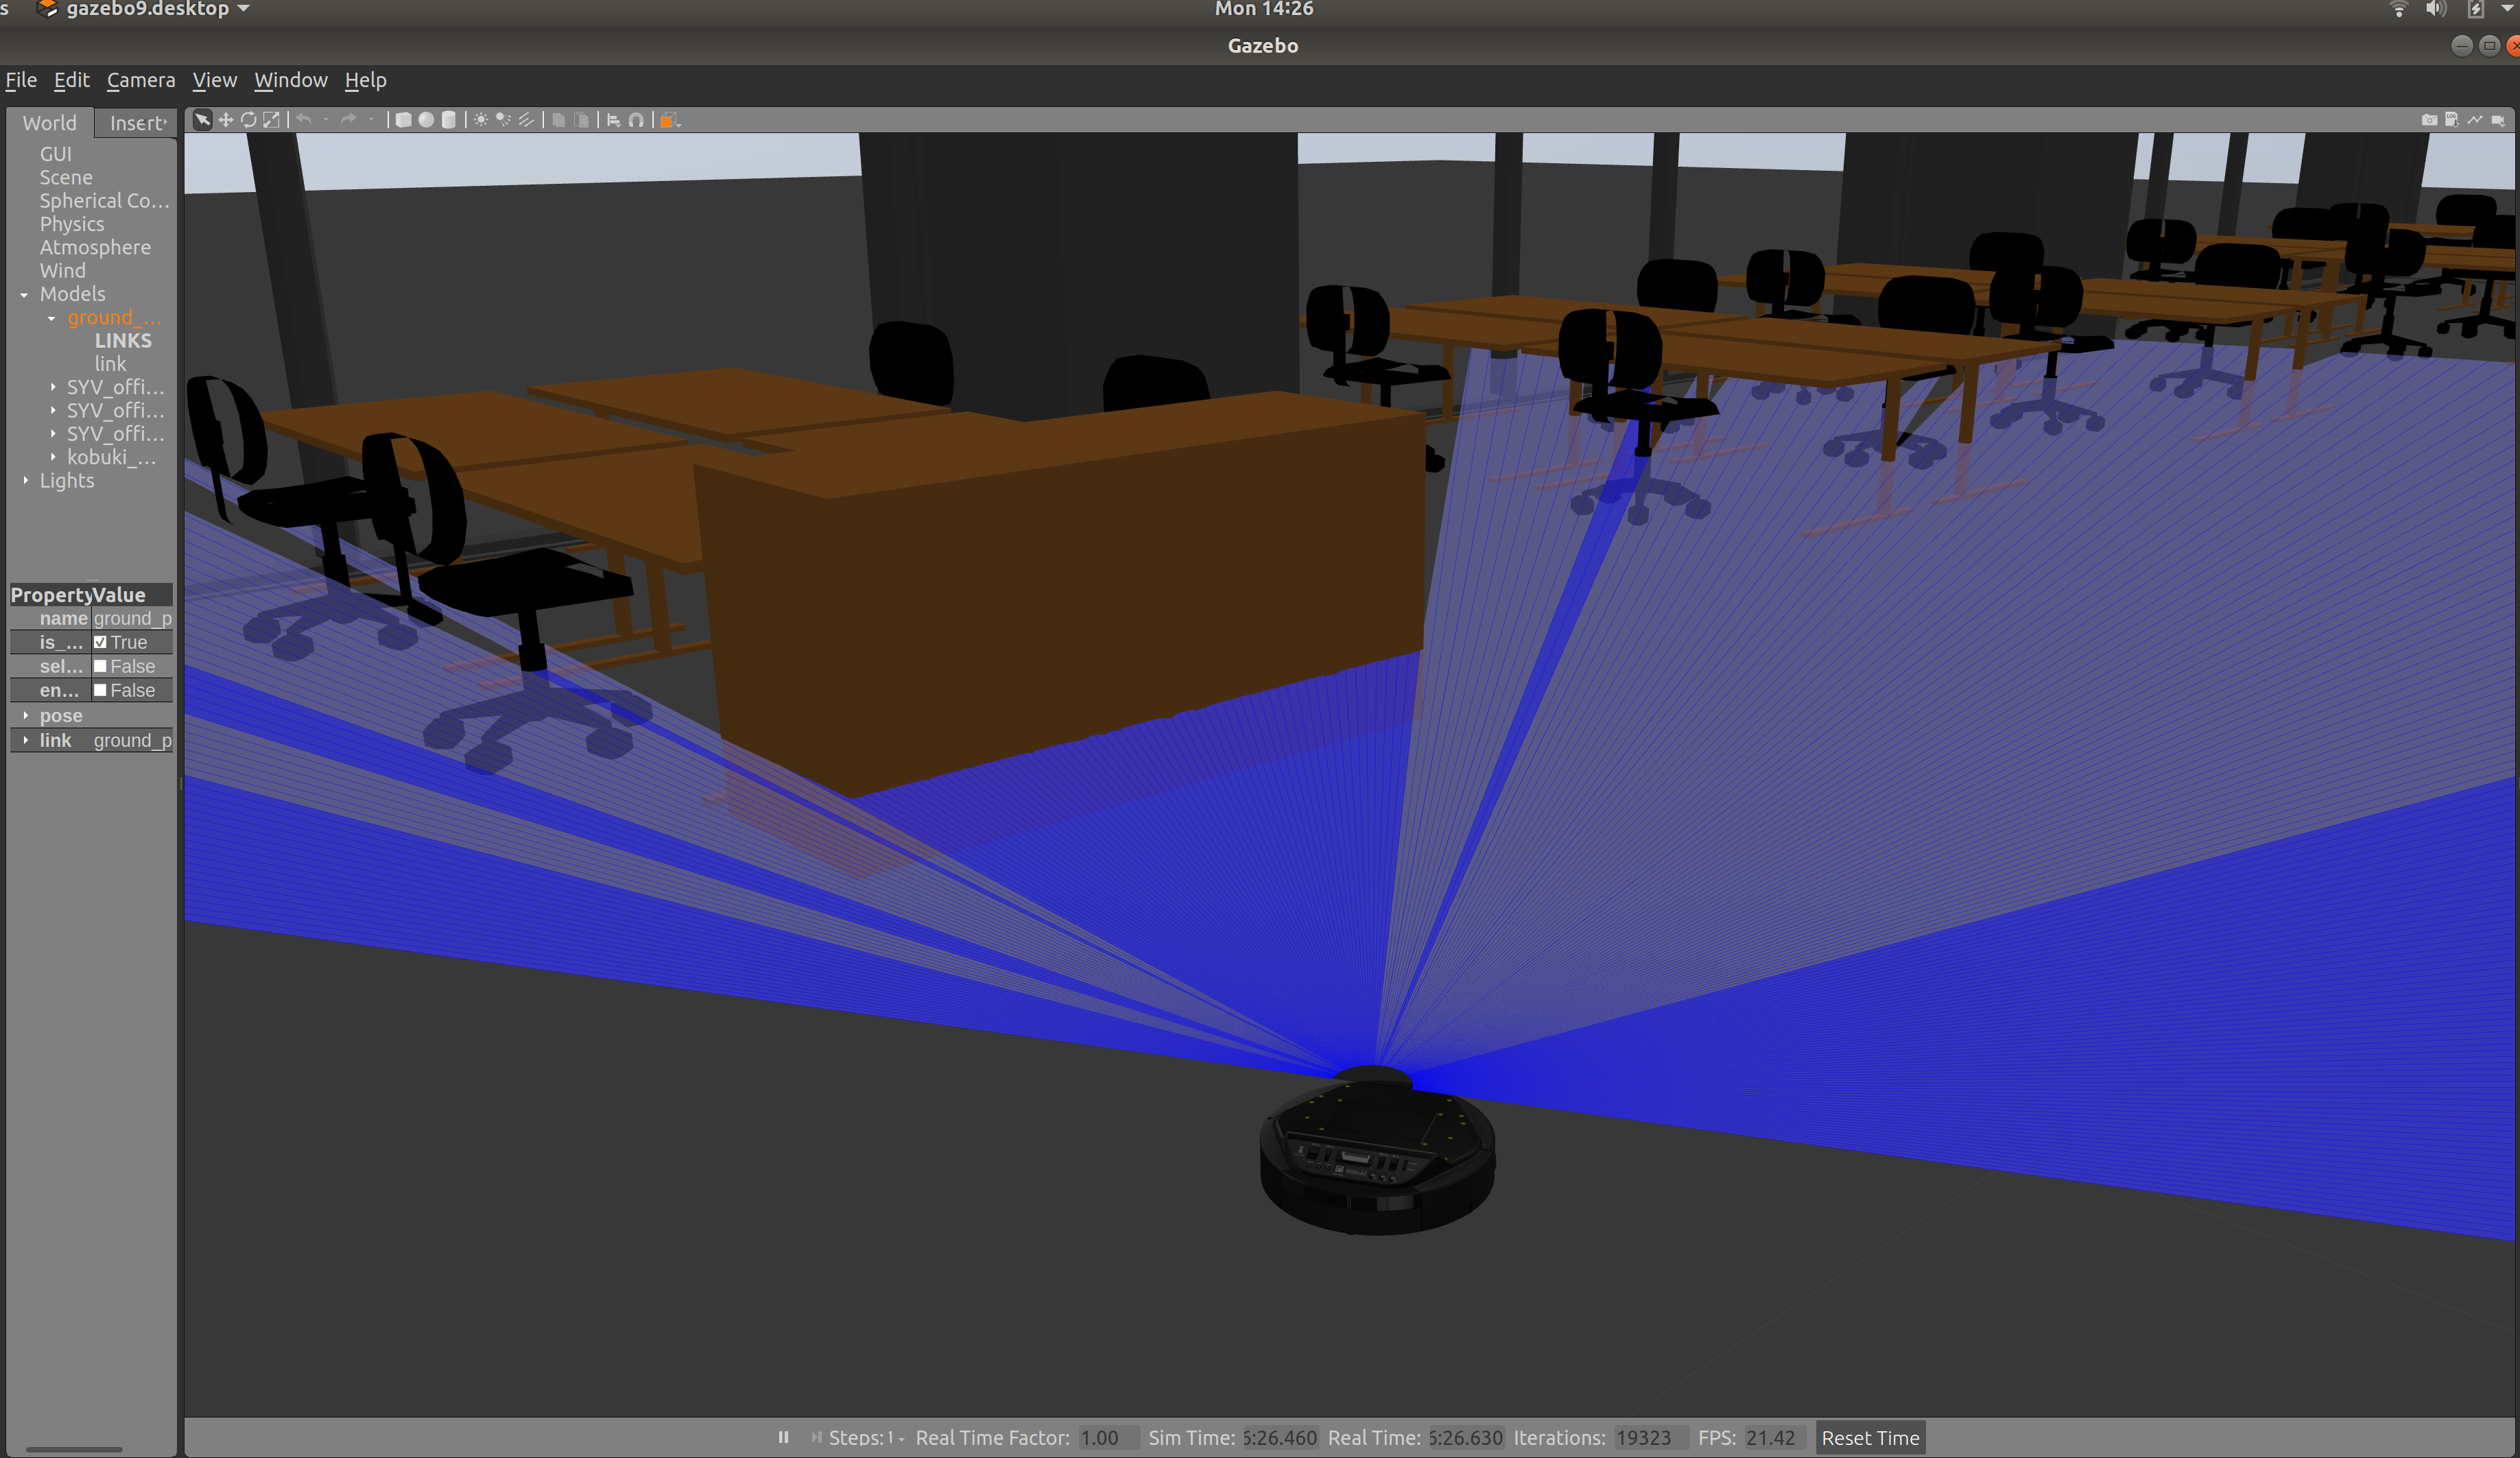 s gazebo9.desktop Mon 14:26
Gazebo
File Edit Camera View Window Help
World Insert
GUI
Scene
Spherical Co...
Physics
Atmosphere
Wind
Models
ground_...
LINKS
link
SYV_offi...
SYV_offi...
SYV_offi...
kobuki_...
Lights
Property Value
name ground_p
is_... True
sel... False
en... False
pose
link ground_p
Steps: 1 Real Time Factor: 1.00 Sim Time: 6:26.460 Real Time: 6:26.630 Iterations: 19323 FPS: 21.42 Reset Time